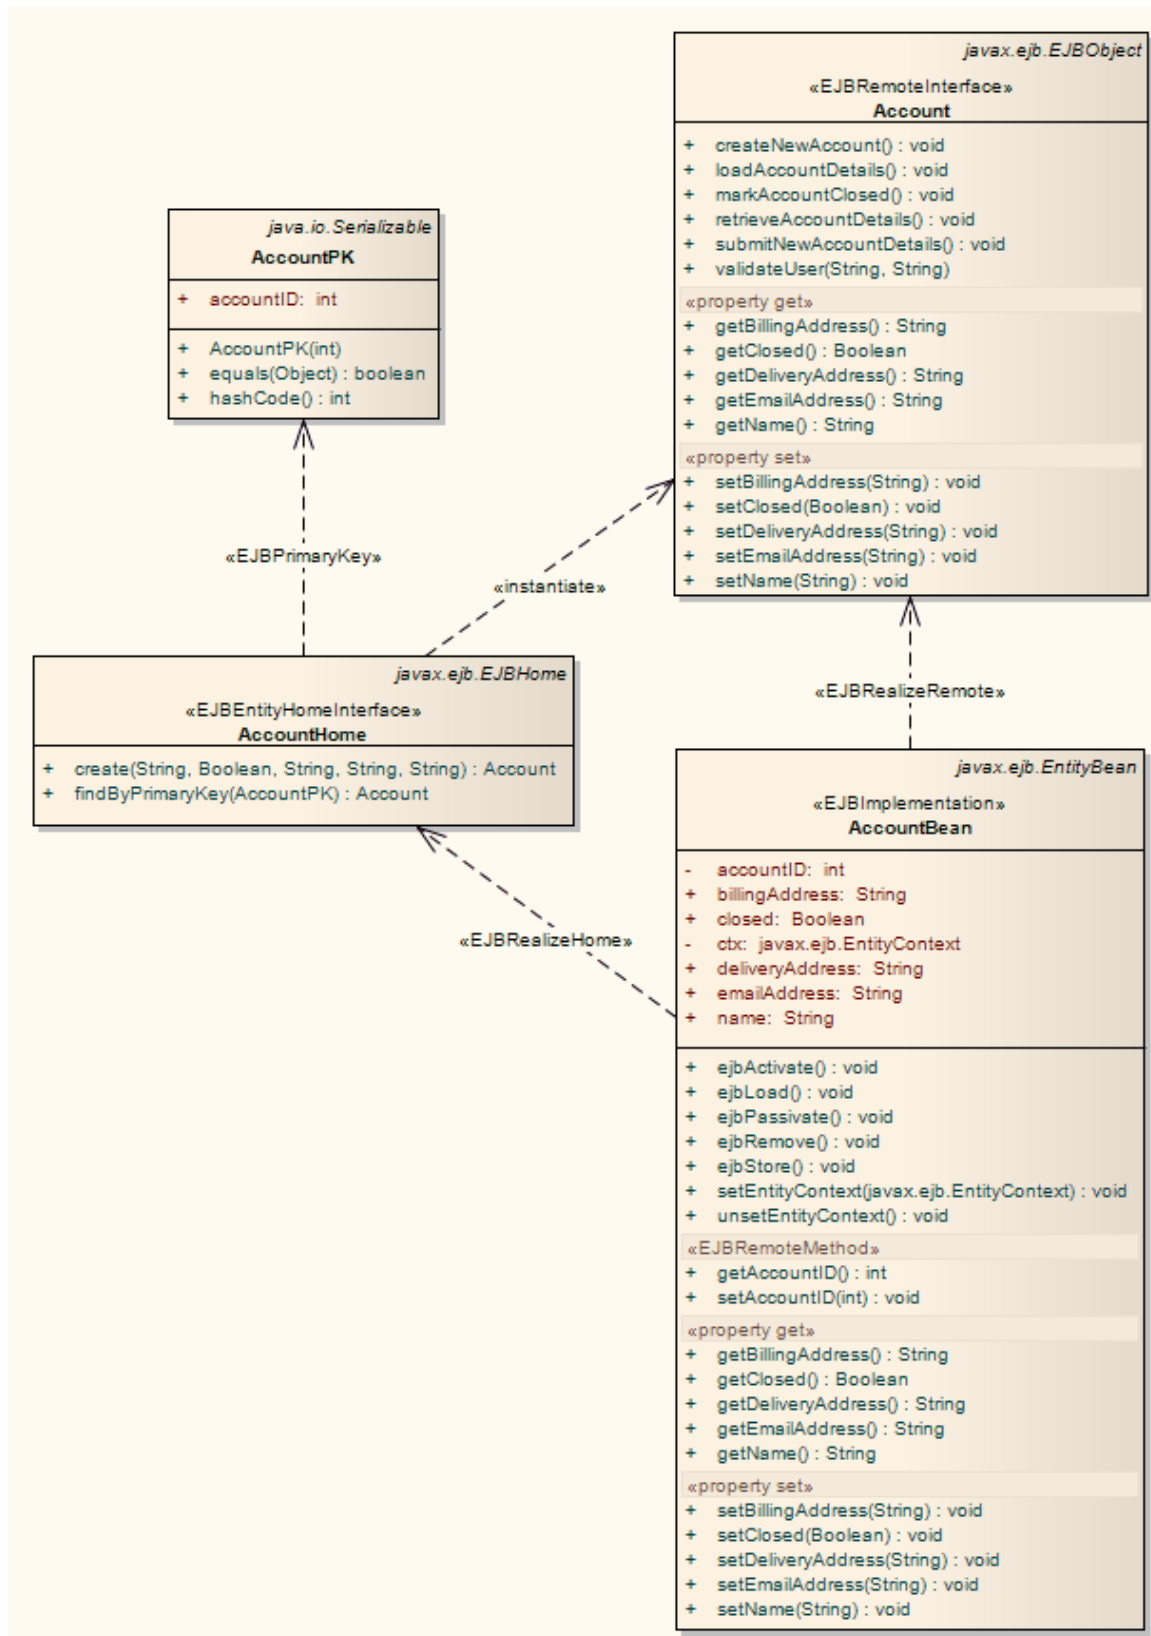 javax.ejb.EJBObject
«EJBRemoteInterface»
Account
+ createNewAccount() : void
+ loadAccountDetails() : void
+ markAccountClosed() : void
+ retrieveAccountDetails() : void
+ submitNewAccountDetails() : void
+ validateUser(String, String)
«property get»
+ getBillingAddress() : String
+ getClosed() : Boolean
+ getDeliveryAddress() : String
+ getEmailAddress() : String
+ getName() : String
«property set»
+ setBillingAddress(String) : void
+ setClosed(Boolean) : void
+ setDeliveryAddress(String) : void
+ setEmailAddress(String) : void
+ setName(String) : void
java.io.Serializable
AccountPK
+ accountID: int
+ AccountPK(int)
+ equals(Object) : boolean
+ hashCode() : int
«EJBPrimaryKey»
«instantiate»
javax.ejb.EJBHome
«EJBEntityHomeInterface»
AccountHome
+ create(String, Boolean, String, String, String) : Account
+ findByPrimaryKey(AccountPK) : Account
«EJBRealizeRemote»
«EJBRealizeHome»
javax.ejb.EntityBean
«EJBImplementation»
AccountBean
- accountID: int
+ billingAddress: String
+ closed: Boolean
- ctx: javax.ejb.EntityContext
+ deliveryAddress: String
+ emailAddress: String
+ name: String
+ ejbActivate() : void
+ ejbLoad() : void
+ ejbPassivate() : void
+ ejbRemove() : void
+ ejbStore() : void
+ setEntityContext(javax.ejb.EntityContext) : void
+ unsetEntityContext() : void
«EJBRemoteMethod»
+ getAccountID() : int
+ setAccountID(int) : void
«property get»
+ getBillingAddress() : String
+ getClosed() : Boolean
+ getDeliveryAddress() : String
+ getEmailAddress() : String
+ getName() : String
«property set»
+ setBillingAddress(String) : void
+ setClosed(Boolean) : void
+ setDeliveryAddress(String) : void
+ setEmailAddress(String) : void
+ setName(String) : void